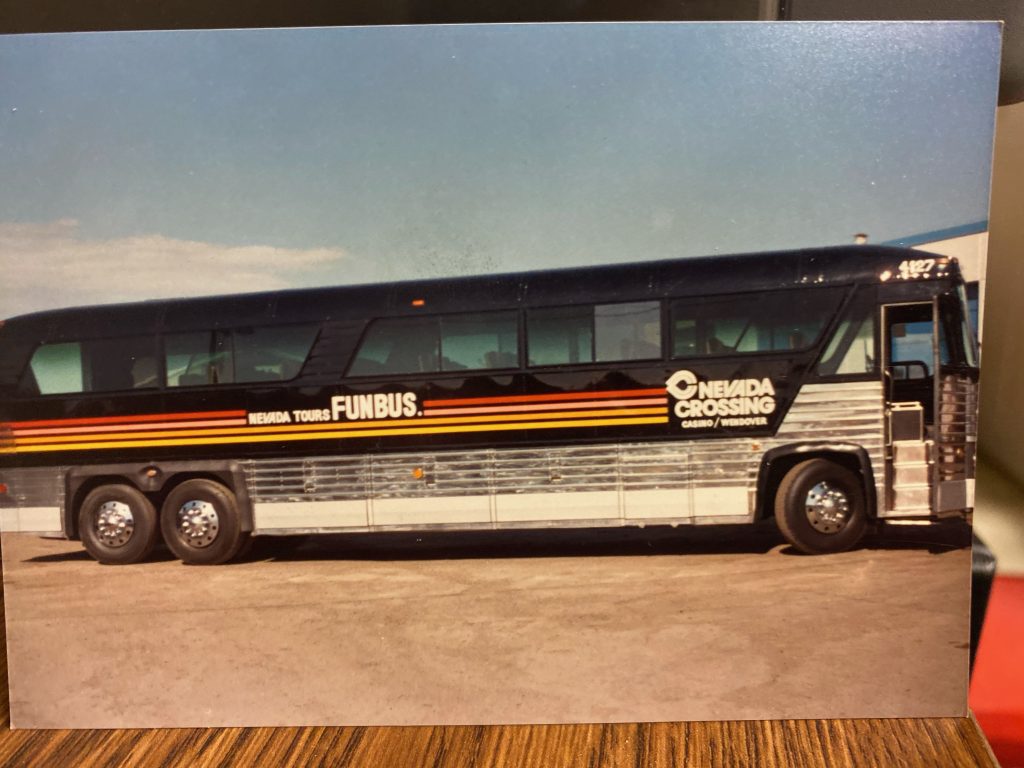 4127
NEVADA TOURS FUNBUS.
NEVADA
CROSSING
CASINO / WENDOVER